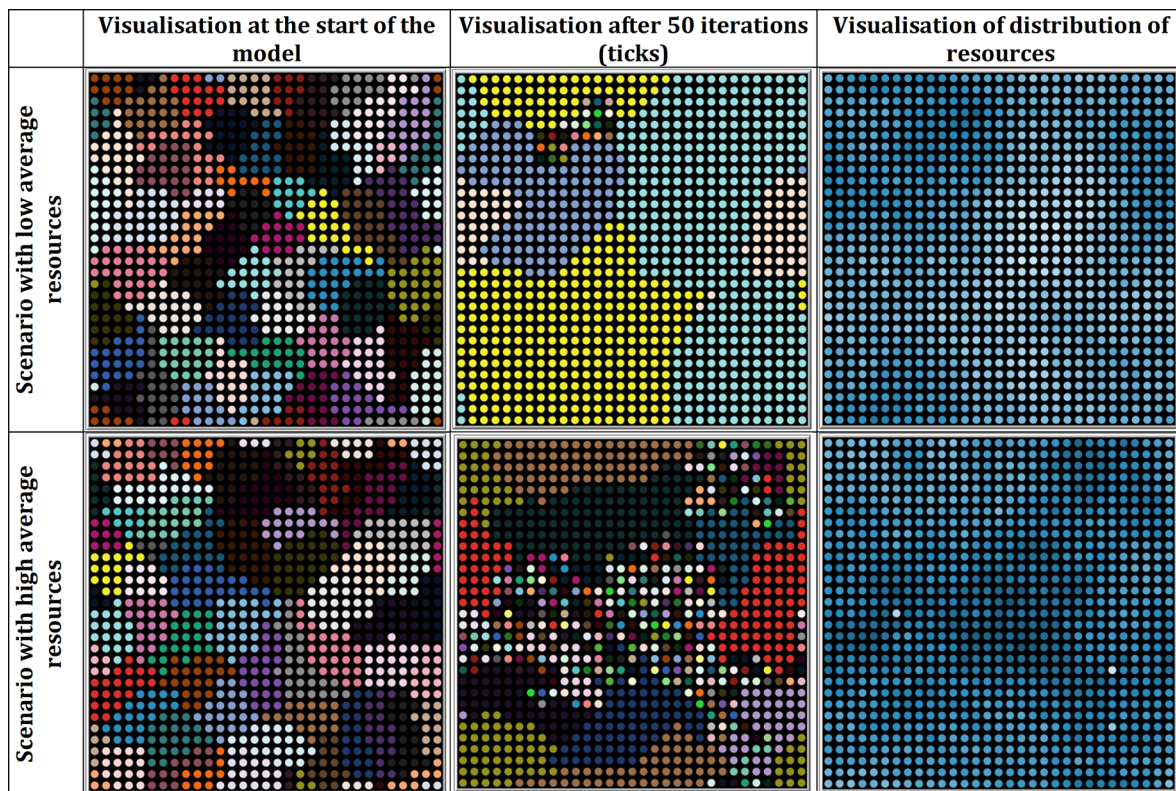 Visualisation at the start of the
model
Visualisation after 50 iterations
(ticks)
Visualisation of distribution of
resources
Scenario with low average
resources
Scenario with high average
resources